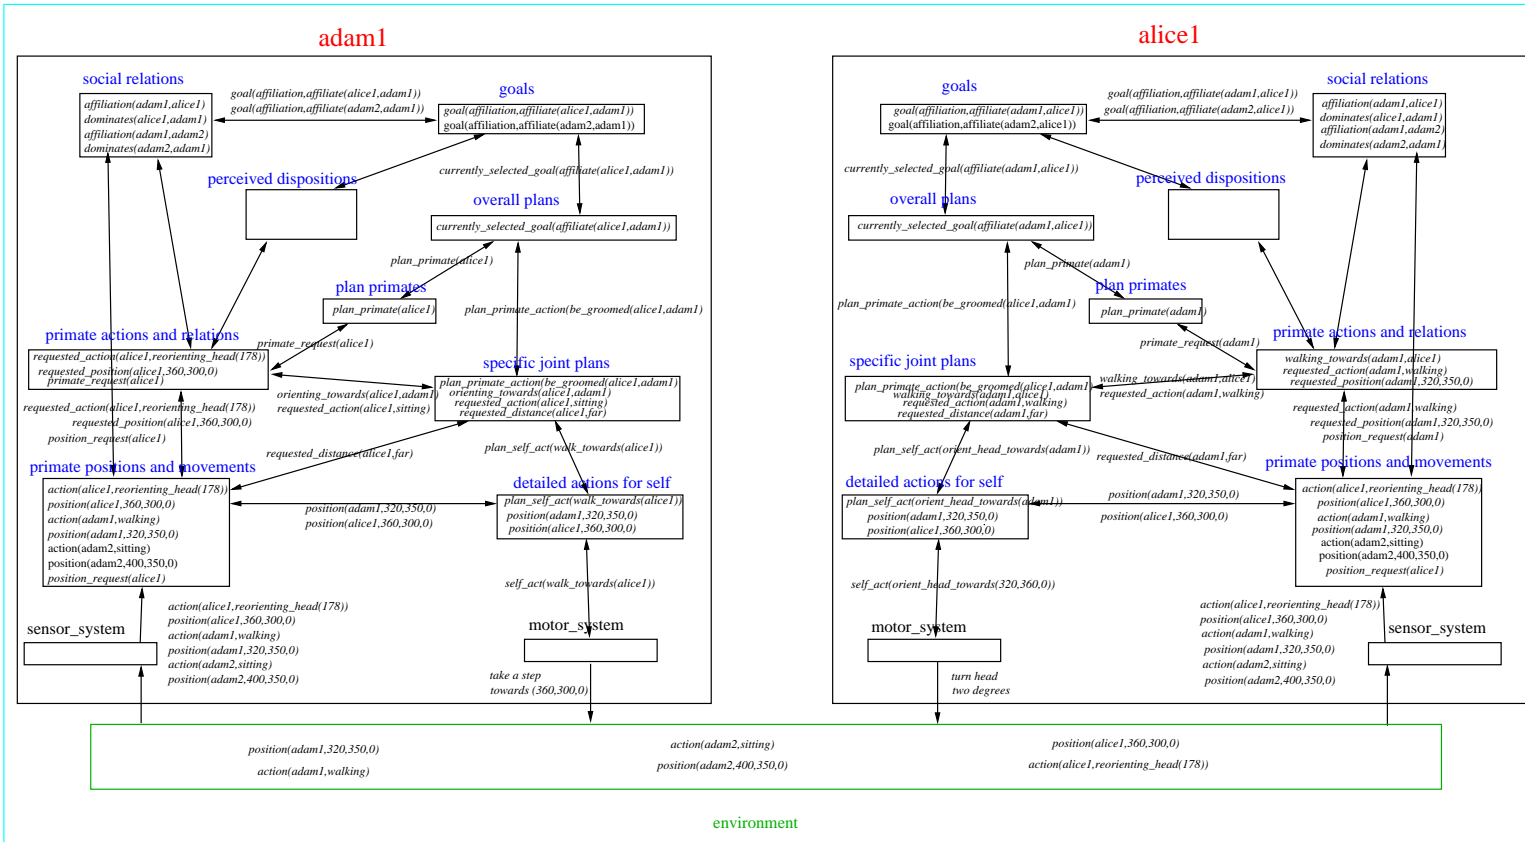 adam1
social relations
affiliation(adam1,alice1)
dominates(alice1,adam1)
affiliation(adam1,adam2)
dominates(adam2,adam1)
goal(affiliation,affiliate(alice1,adam1))
goal(affiliation,affiliate(adam2,adam1))
goals
goal(affiliation,affiliate(alice1,adam1))
goal(affiliation,affiliate(adam2,adam1))
currently_selected_goal(affiliate(alice1,adam1))
perceived dispositions
overall plans
currently_selected_goal(affiliate(alice1,adam1))
plan_primate(alice1)
plan primates
plan_primate(alice1)
plan_primate_action(be_groomed(alice1,adam1)
primate actions and relations
primate_request(alice1)
requested_action(alice1,reorienting_head(178))
requested_position(alice1,360,300,0)
primate_request(alice1)
specific joint plans
plan_primate_action(be_groomed(alice1,adam1)
orienting_towards(alice1,adam1)
requested_action(alice1,sitting)
requested_distance(alice1,far)
orienting_towards(alice1,adam1)
requested_action(alice1,sitting)
requested_action(alice1,reorienting_head(178))
requested_position(alice1,360,300,0)
position_request(alice1)
requested_distance(alice1,far)
plan_self_act(walk_towards(alice1))
primate positions and movements
action(alice1,reorienting_head(178))
position(alice1,360,300,0)
action(adam1,walking)
position(adam1,320,350,0)
action(adam2,sitting)
position(adam2,400,350,0)
position_request(alice1)
position(adam1,320,350,0)
position(alice1,360,300,0)
detailed actions for self
plan_self_act(walk_towards(alice1))
position(adam1,320,350,0)
position(alice1,360,300,0)
self_act(walk_towards(alice1))
sensor_system
action(alice1,reorienting_head(178))
position(alice1,360,300,0)
action(adam1,walking)
position(adam1,320,350,0)
action(adam2,sitting)
position(adam2,400,350,0)
motor_system
take a step
towards (360,300,0)
alice1
goals
goal(affiliation,affiliate(adam1,alice1))
goal(affiliation,affiliate(adam2,alice1))
goal(affiliation,affiliate(adam1,alice1))
goal(affiliation,affiliate(adam2,alice1))
social relations
affiliation(adam1,alice1)
dominates(alice1,adam1)
affiliation(adam1,adam2)
dominates(adam2,adam1)
currently_selected_goal(affiliate(adam1,alice1))
perceived dispositions
overall plans
currently_selected_goal(affiliate(adam1,alice1))
plan_primate(adam1)
plan primates
plan_primate(adam1)
plan_primate_action(be_groomed(alice1,adam1)
primate_request(adam1)
primate actions and relations
walking_towards(adam1,alice1)
requested_action(adam1,walking)
requested_position(adam1,320,350,0)
specific joint plans
plan_primate_action(be_groomed(alice1,adam1)
walking_towards(adam1,alice1)
requested_action(adam1,walking)
requested_distance(adam1,far)
walking_towards(adam1,alice1)
requested_action(adam1,walking)
requested_action(adam1,walking)
requested_position(adam1,320,350,0)
position_request(adam1)
plan_self_act(orient_head_towards(adam1))
requested_distance(adam1,far)
detailed actions for self
plan_self_act(orient_head_towards(adam1))
position(adam1,320,350,0)
position(alice1,360,300,0)
position(adam1,320,350,0)
position(alice1,360,300,0)
primate positions and movements
action(alice1,reorienting_head(178))
position(alice1,360,300,0)
action(adam1,walking)
position(adam1,320,350,0)
action(adam2,sitting)
position(adam2,400,350,0)
position_request(alice1)
self_act(orient_head_towards(320,360,0))
motor_system
turn head
two degrees
action(alice1,reorienting_head(178))
position(alice1,360,300,0)
action(adam1,walking)
position(adam1,320,350,0)
action(adam2,sitting)
position(adam2,400,350,0)
sensor_system
position(adam1,320,350,0)
action(adam2,sitting)
position(alice1,360,300,0)
action(adam1,walking)
position(adam2,400,350,0)
action(alice1,reorienting_head(178))
environment